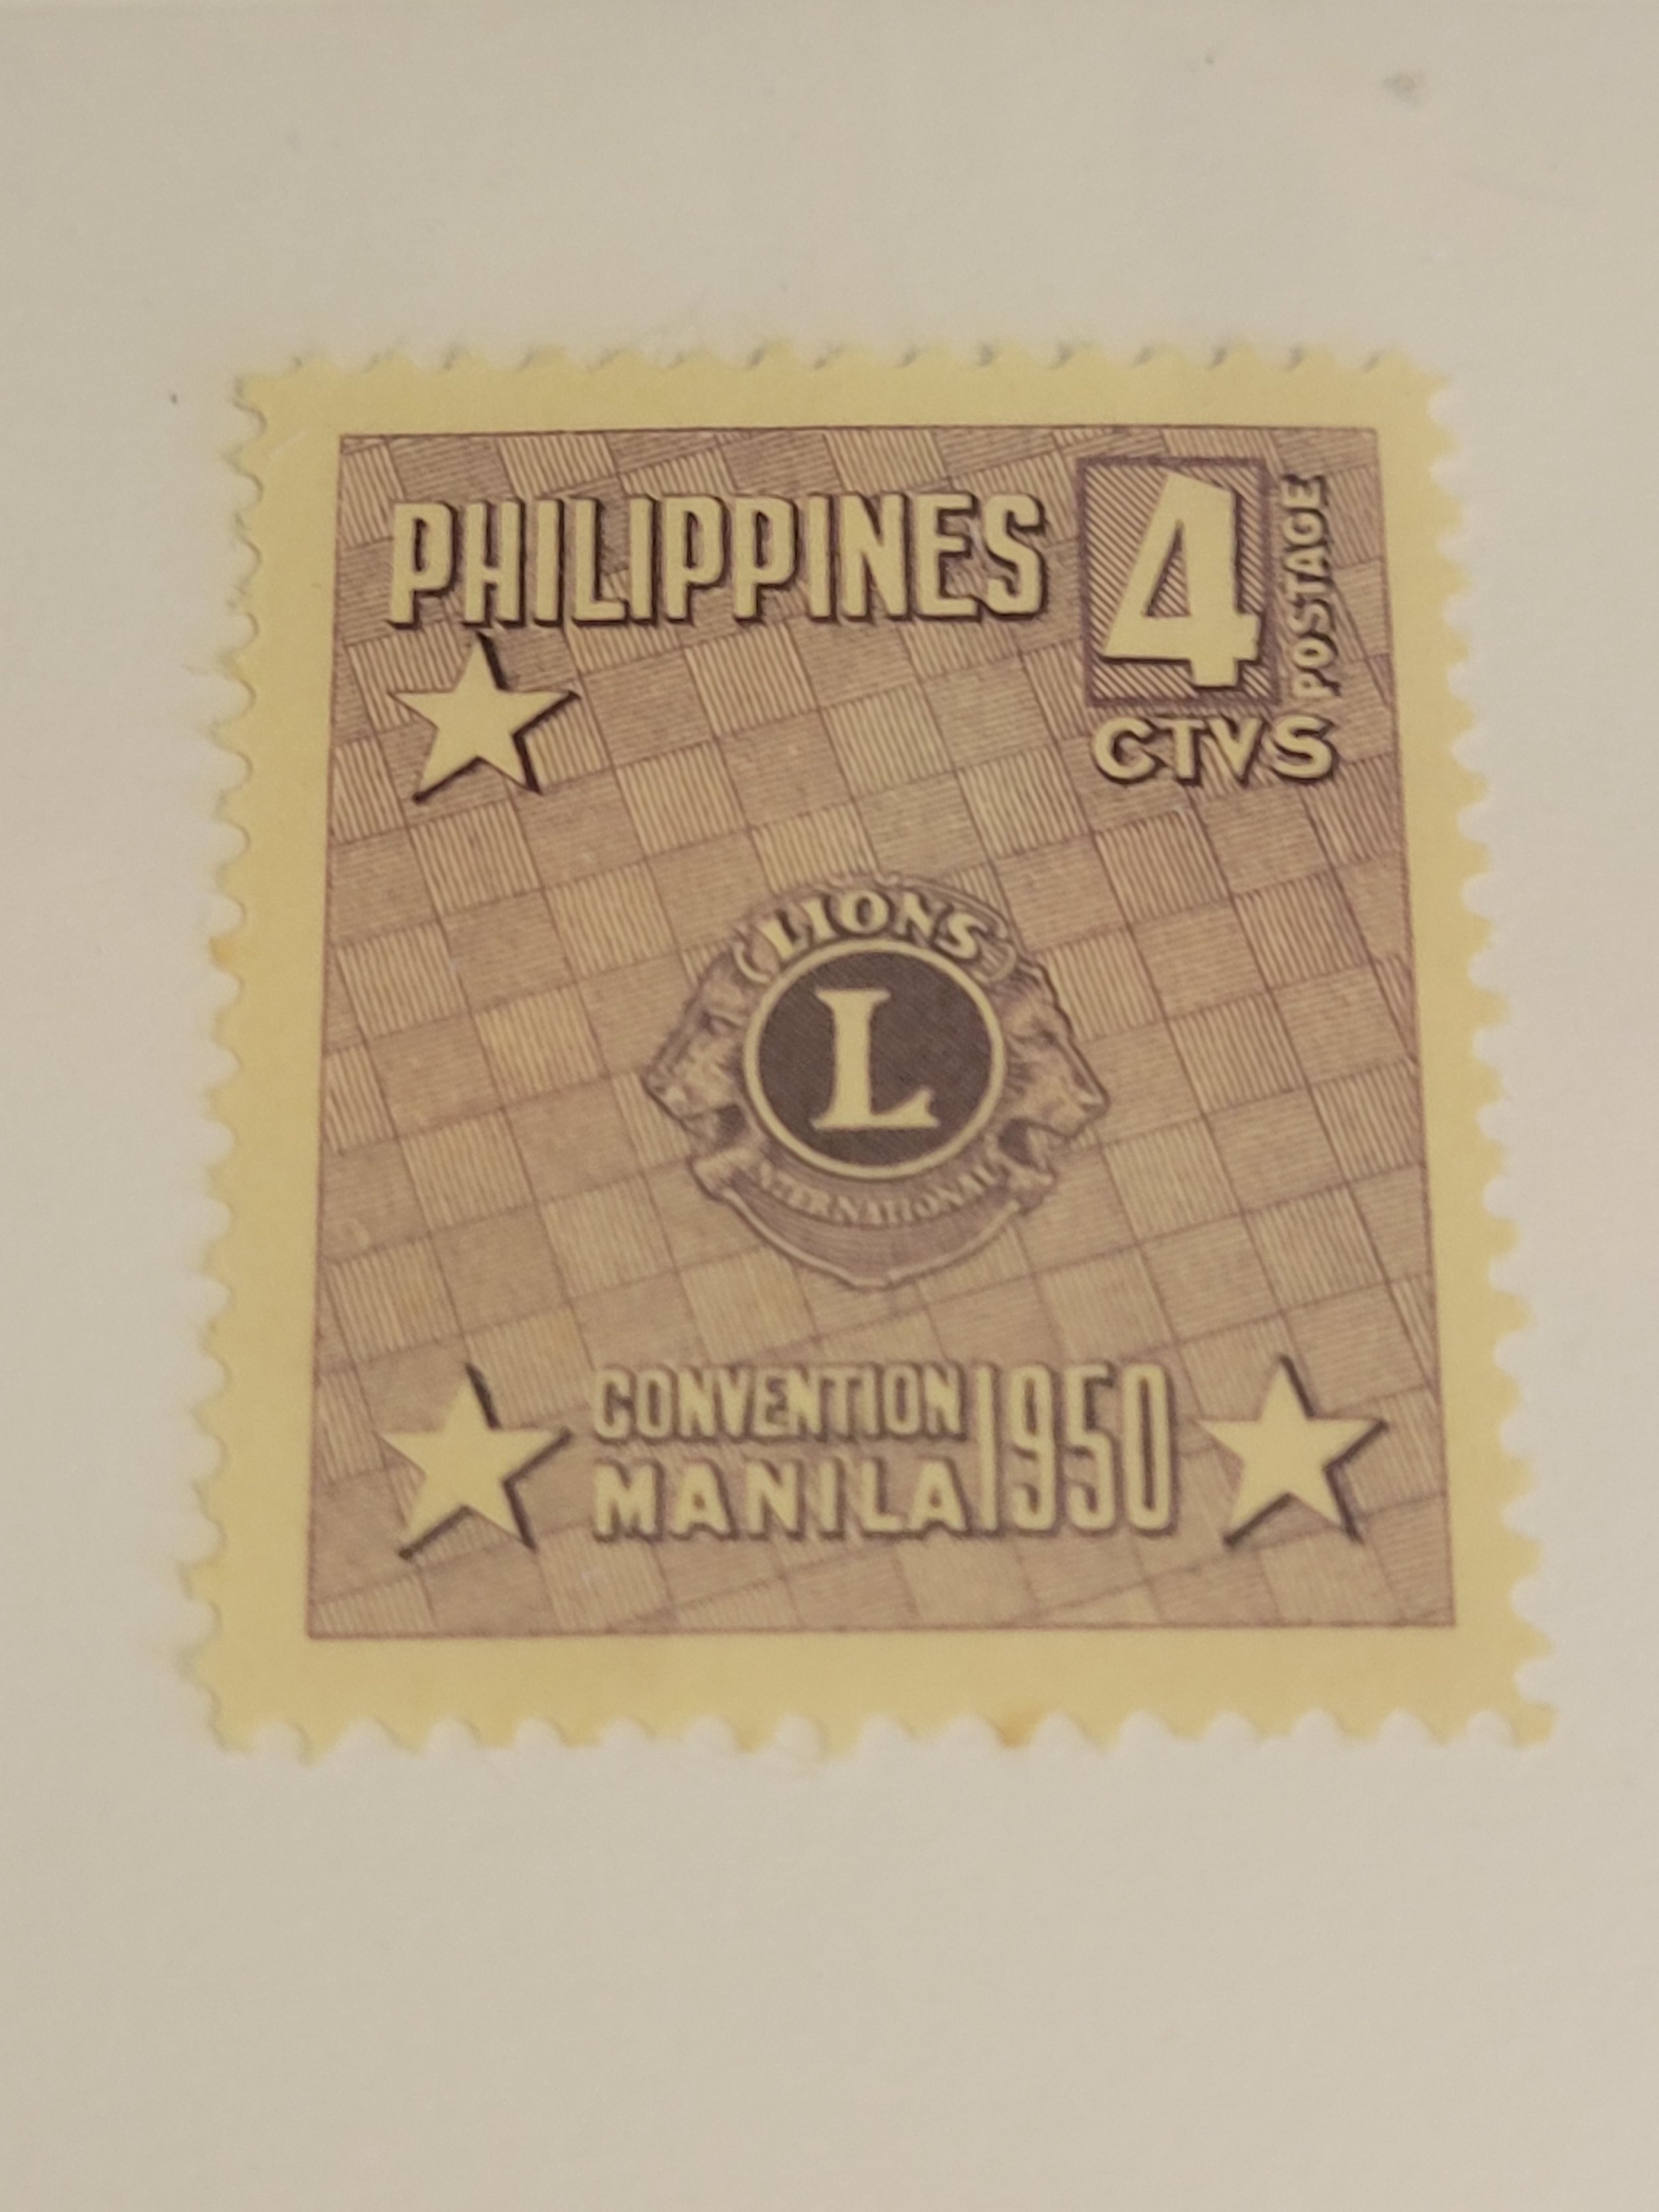 PHILIPPINES
4
POSTAGE
CTVS
LIONS
L
INTERNATIONAL
CONVENTION
MANILA
1950